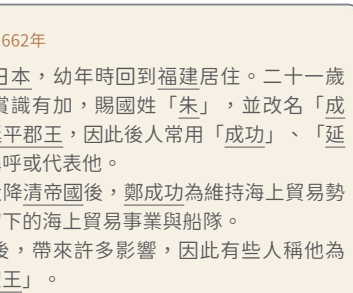 662年
日本，幼年時回到福建居住。二十一歲
賞識有加，賜國姓「朱」，並改名「成
平郡王，因此後人常用「成功」、「延
呼或代表他。
降清帝國後，鄭成功為維持海上貿易勢
下的海上貿易事業與船隊。
後，帶來許多影響，因此有些人稱他為
王」。